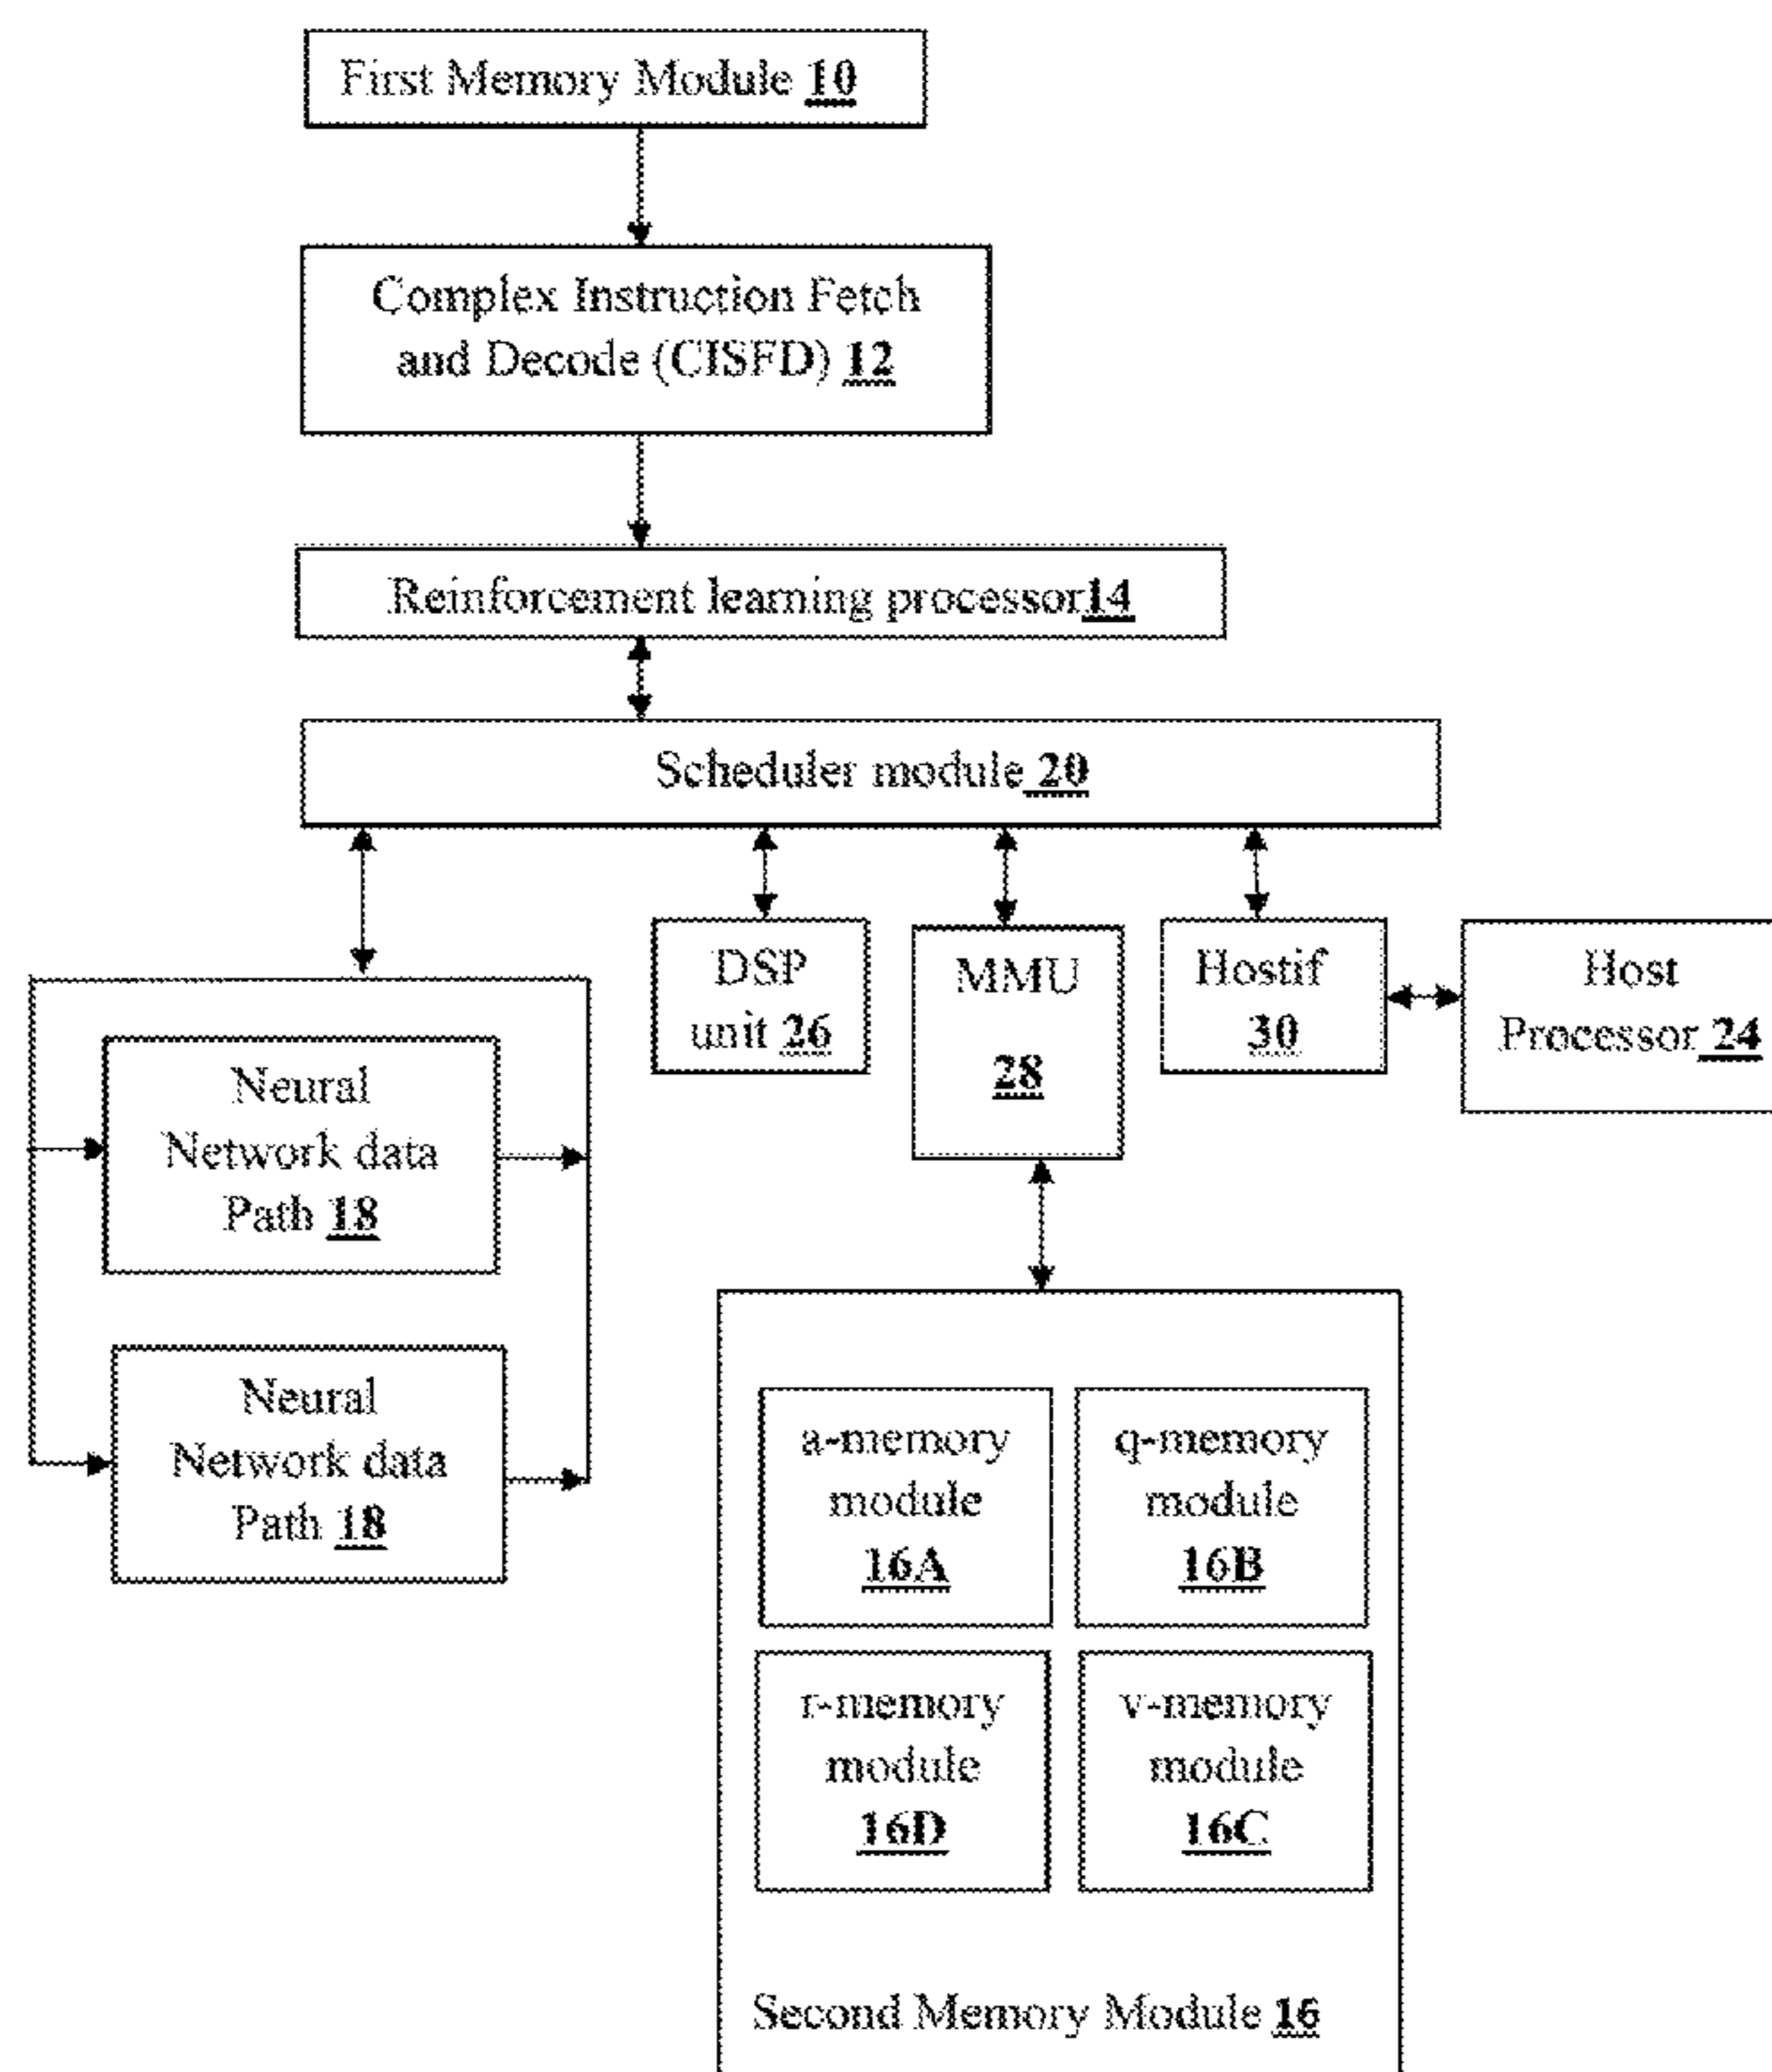 First Memory Module 10
Complex Instruction Fetch
and Decode (CISFD) 12
Reinforcement learning processor14
Scheduler module 20
DSP
unit 26
MMU
28
Hostif
30
Host
Processor 24
Neural
Network data
Path 18
Neural
Network data
Path 18
a-memory
module
16A
q-memory
module
16B
r-memory
module
16D
v-memory
module
16C
Second Memory Module 16